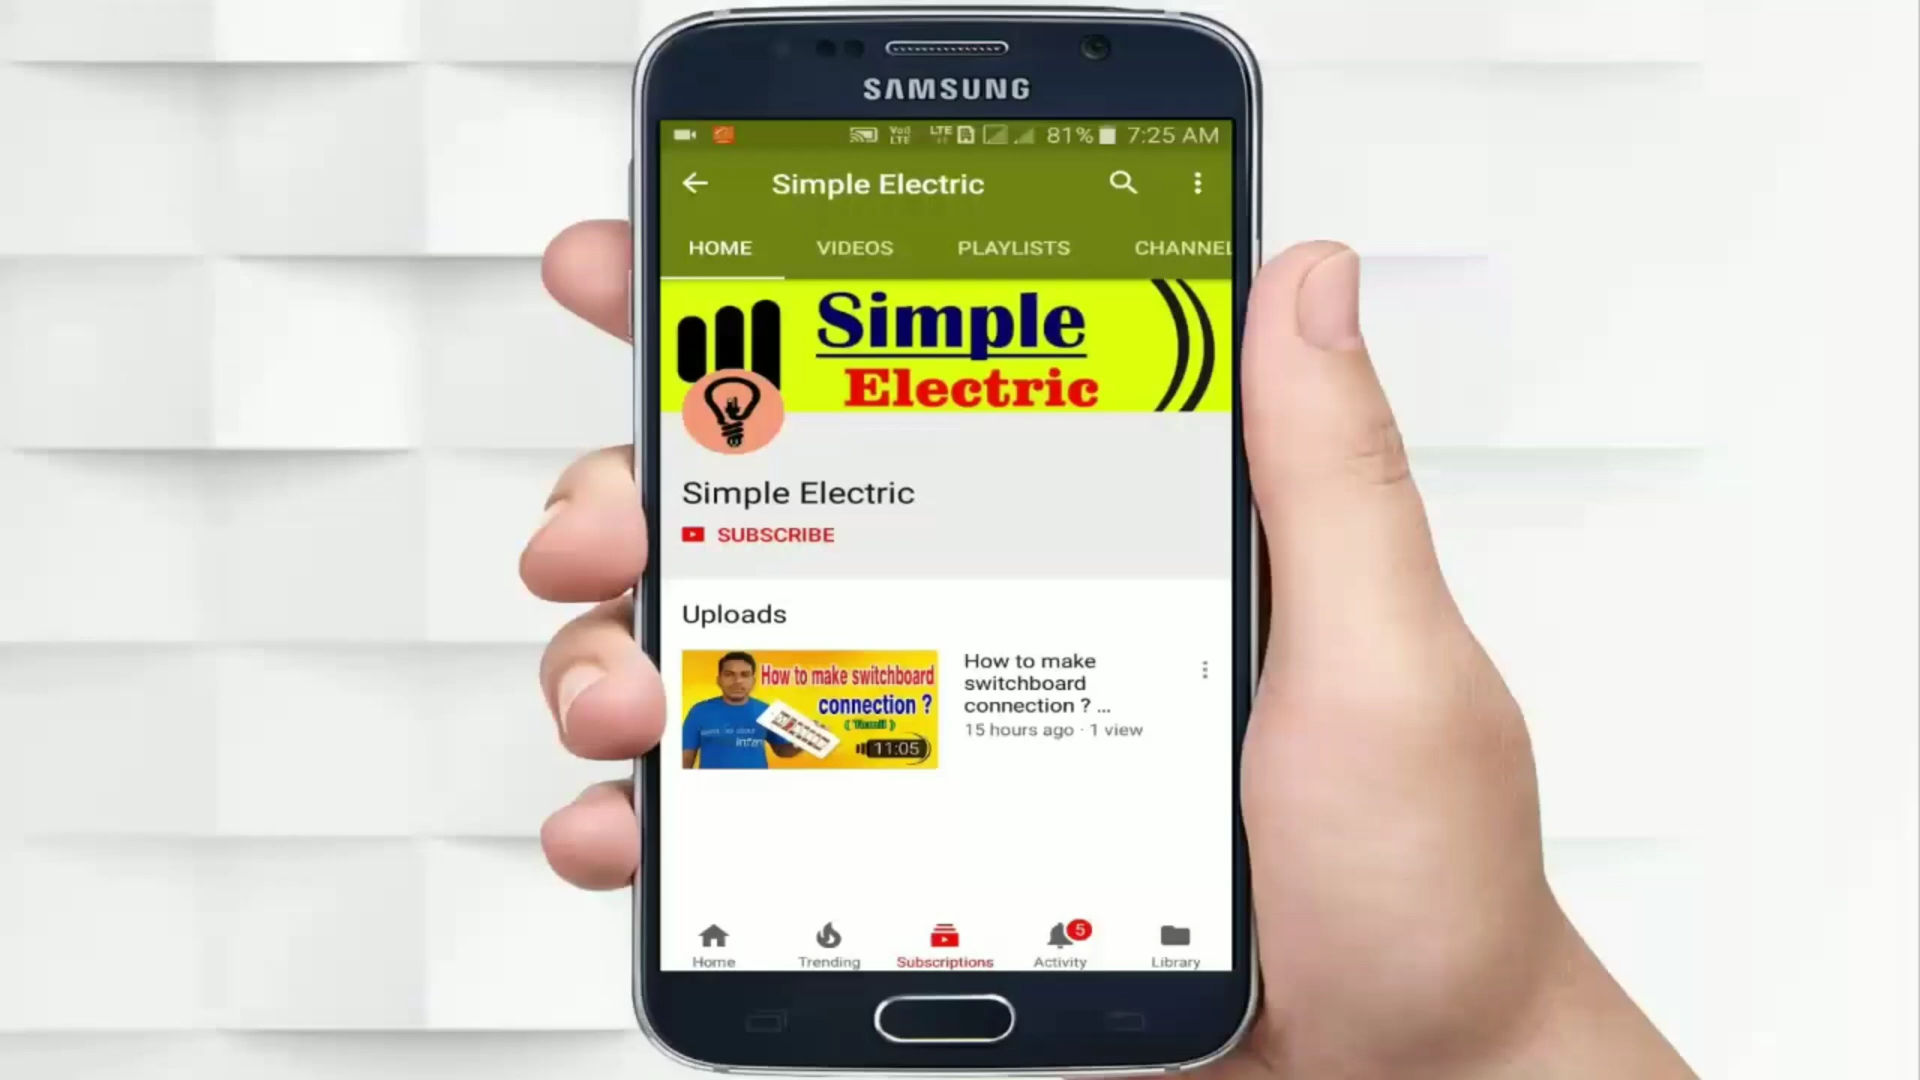 SAMSUNG
LTE 81% 7:25 AM
Simple Electric
HOME VIDEOS PLAYLISTS CHANNEL
Simple
Electric
Simple Electric
SUBSCRIBE
Uploads
How to make switchboard
connection ?
( Tamil )
11:05
How to make
switchboard
connection ? ...
15 hours ago · 1 view
5
Home Trending Subscriptions Activity Library